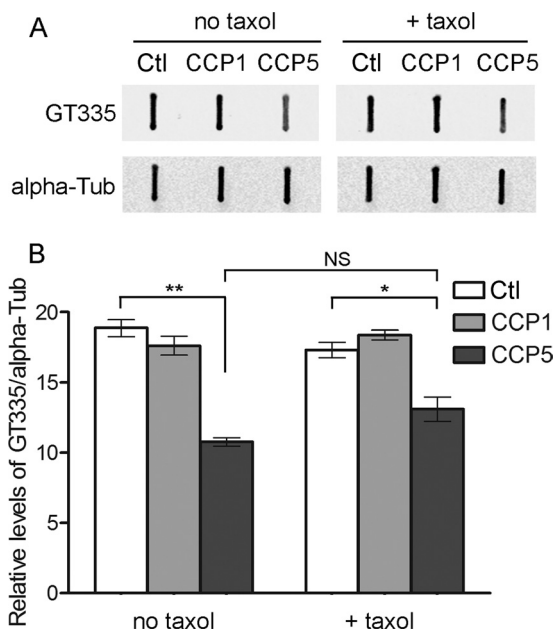 A
no taxol
+ taxol
Ctl CCP1 CCP5
Ctl CCP1 CCP5
GT335
alpha-Tub
B
NS
**
*
Ctl
CCP1
CCP5
Relative levels of GT335/alpha-Tub
20
15
10
5
0
no taxol
+ taxol